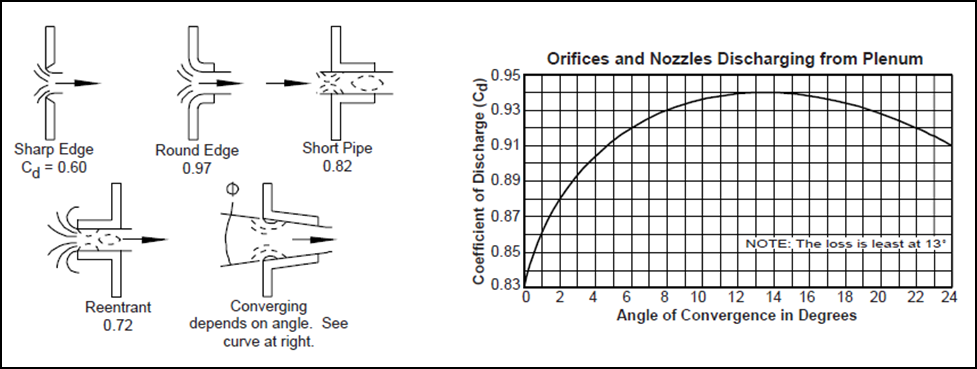 Sharp Edge
Cd = 0.60
Round Edge
0.97
Short Pipe
0.82
Φ
Reentrant
0.72
Converging
depends on angle. See
curve at right.
Orifices and Nozzles Discharging from Plenum
Coefficient of Discharge (Cd)
0.95
0.93
0.91
0.89
0.87
0.85
0.83
NOTE: The loss is least at 13°
0 2 4 6 8 10 12 14 16 18 20 22 24
Angle of Convergence in Degrees